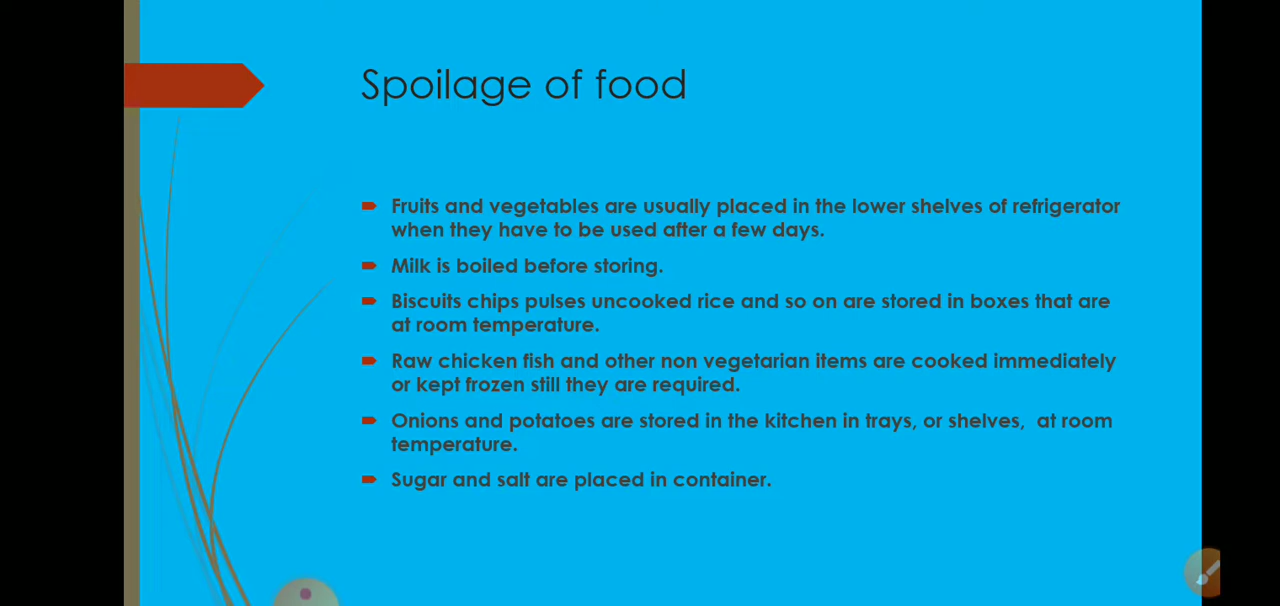 Spoilage of food
Fruits and vegetables are usually placed in the lower shelves of refrigerator
when they have to be used after a few days.
Milk is boiled before storing.
Biscuits chips pulses uncooked rice and so on are stored in boxes that are
at room temperature.
Raw chicken fish and other non vegetarian items are cooked immediately
or kept frozen still they are required.
Onions and potatoes are stored in the kitchen in trays, or shelves,  at room
temperature.
Sugar and salt are placed in container.